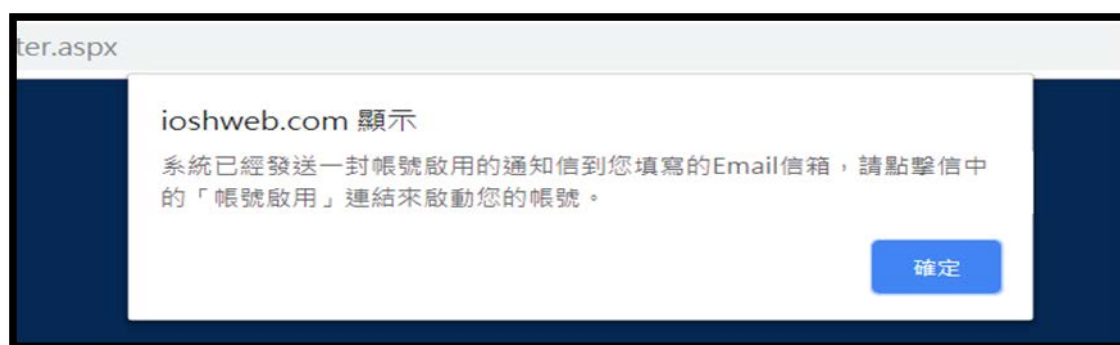 ter.aspx
ioshweb.com 顯示
系統已經發送一封帳號啟用的通知信到您填寫的Email信箱，請點擊信中
的「帳號啟用」連結來啟動您的帳號。
確定